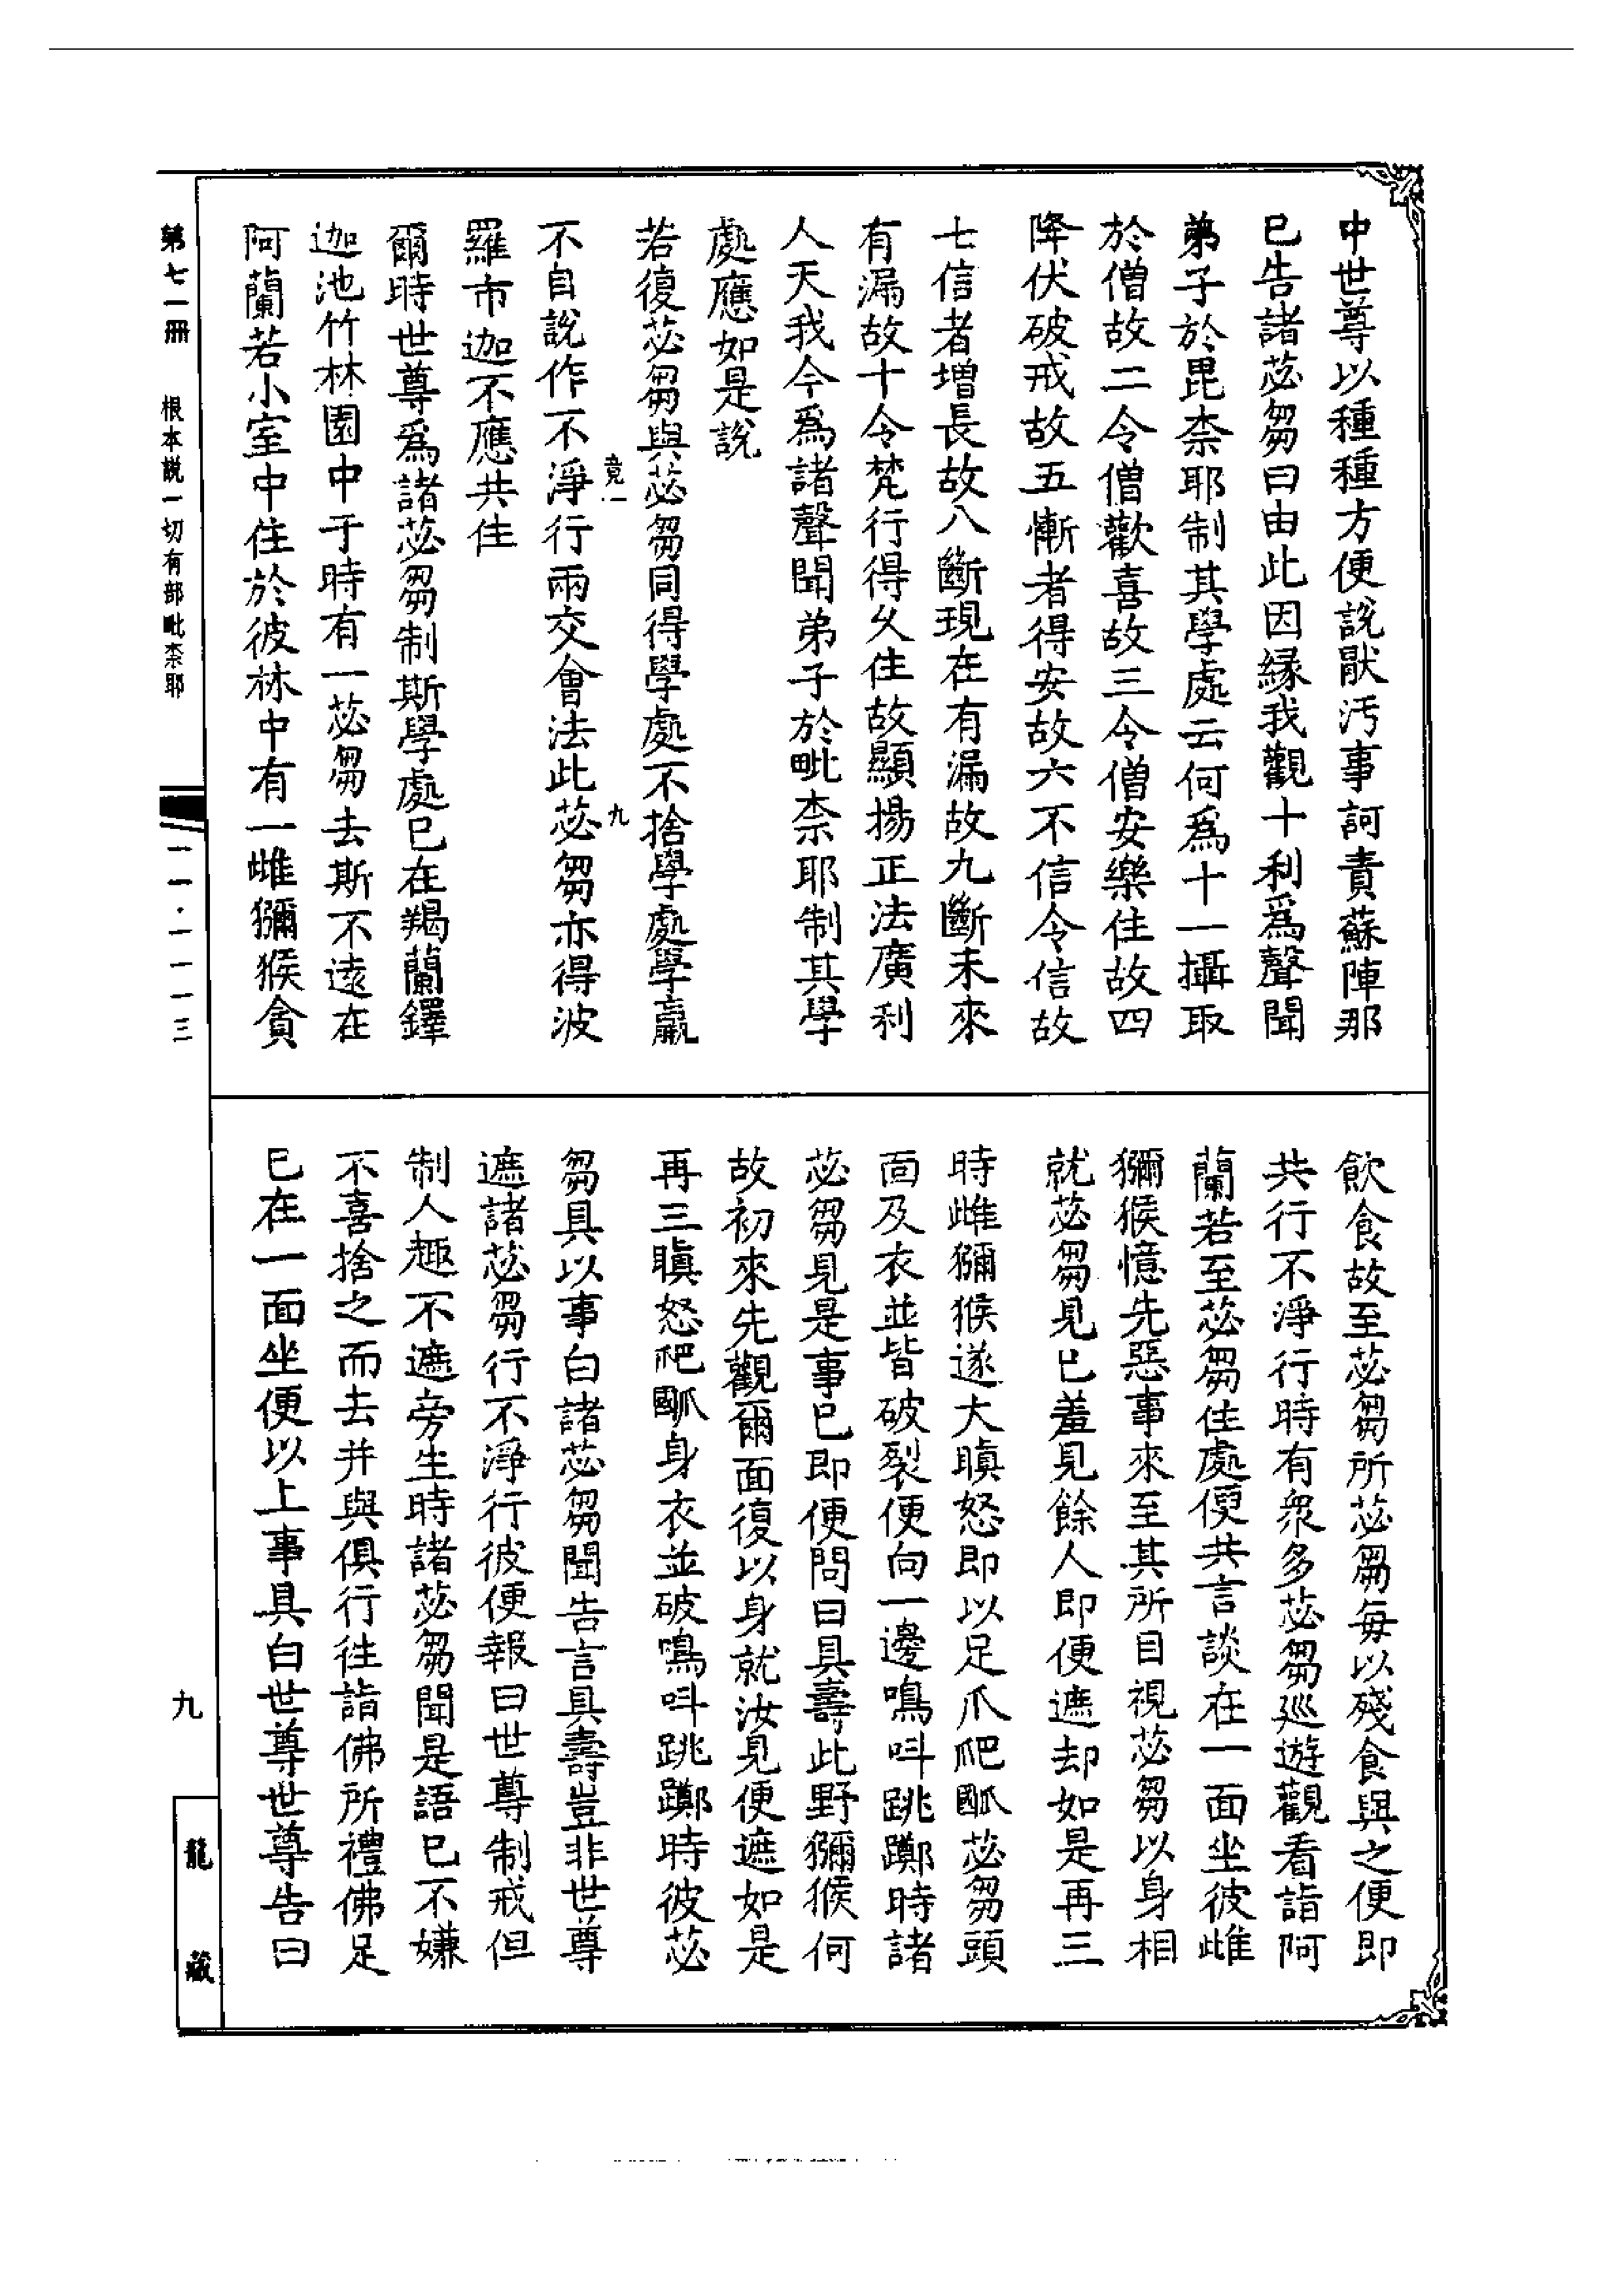 中世尊以種種方便說猒污事訶責蘇陣那
已告諸苾芻曰由此因緣我觀十利爲聲聞
弟子於毘柰耶制其學處云何爲十一攝取
於僧故二令僧歡喜故三令僧安樂住故四
降伏破戒故五慚者得安故六不信令信故
七信者增長故八斷現在有漏故九斷未來
有漏故十令梵行得久住故顯揚正法廣利
人天我今爲諸聲聞弟子於毗柰耶制其學
處應如是說
若復苾芻與苾芻同得學處不捨學處學羸
竟一 九
不自說作不淨行兩交會法此苾芻亦得波
羅市迦不應共住
爾時世尊爲諸苾芻制斯學處已在羯蘭鐸
迦池竹林園中于時有一苾芻去斯不遠在
阿蘭若小室中住於彼林中有一雌獼猴貪
飲食故至苾芻所苾芻每以殘食與之便即
共行不淨行時有衆多苾芻廵遊觀看詣阿
蘭若至苾芻住處便共言談在一面坐彼雌
獼猴憶先惡事來至其所目視苾芻以身相
就苾芻見已羞見餘人即便遮却如是再三
時雌獼猴遂大瞋怒即以足爪爬㔢苾芻頭
面及衣並皆破裂便向一邊鳴呌跳躑時諸
苾芻見是事已即便問曰具壽此野獼猴何
故初來先觀爾面復以身就汝見便遮如是
再三瞋怒爬㔢身衣並破鳴呌跳躑時彼苾
芻具以事白諸苾芻聞告言具壽豈非世尊
遮諸苾芻行不淨行彼便報曰世尊制戒但
制人趣不遮旁生時諸苾芻聞是語已不嫌
不喜捨之而去并與俱行往詣佛所禮佛足
已在一面坐便以上事具白世尊世尊告曰
第七一冊 根本説一切有部毗柰耶
一一·一一一三
九
龍藏